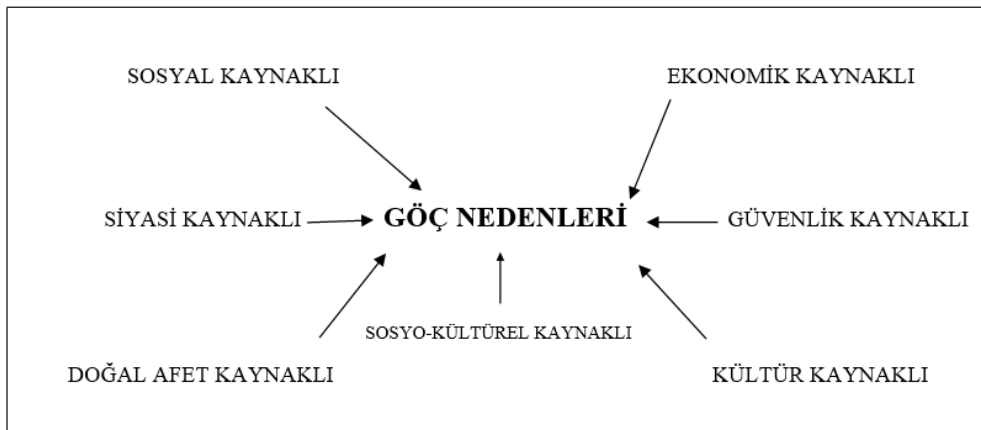 SOSYAL KAYNAKLI
EKONOMİK KAYNAKLI
SİYASİ KAYNAKLI
GÖÇ NEDENLERİ
GÜVENLİK KAYNAKLI
SOSYO-KÜLTÜREL KAYNAKLI
DOĞAL AFET KAYNAKLI
KÜLTÜR KAYNAKLI